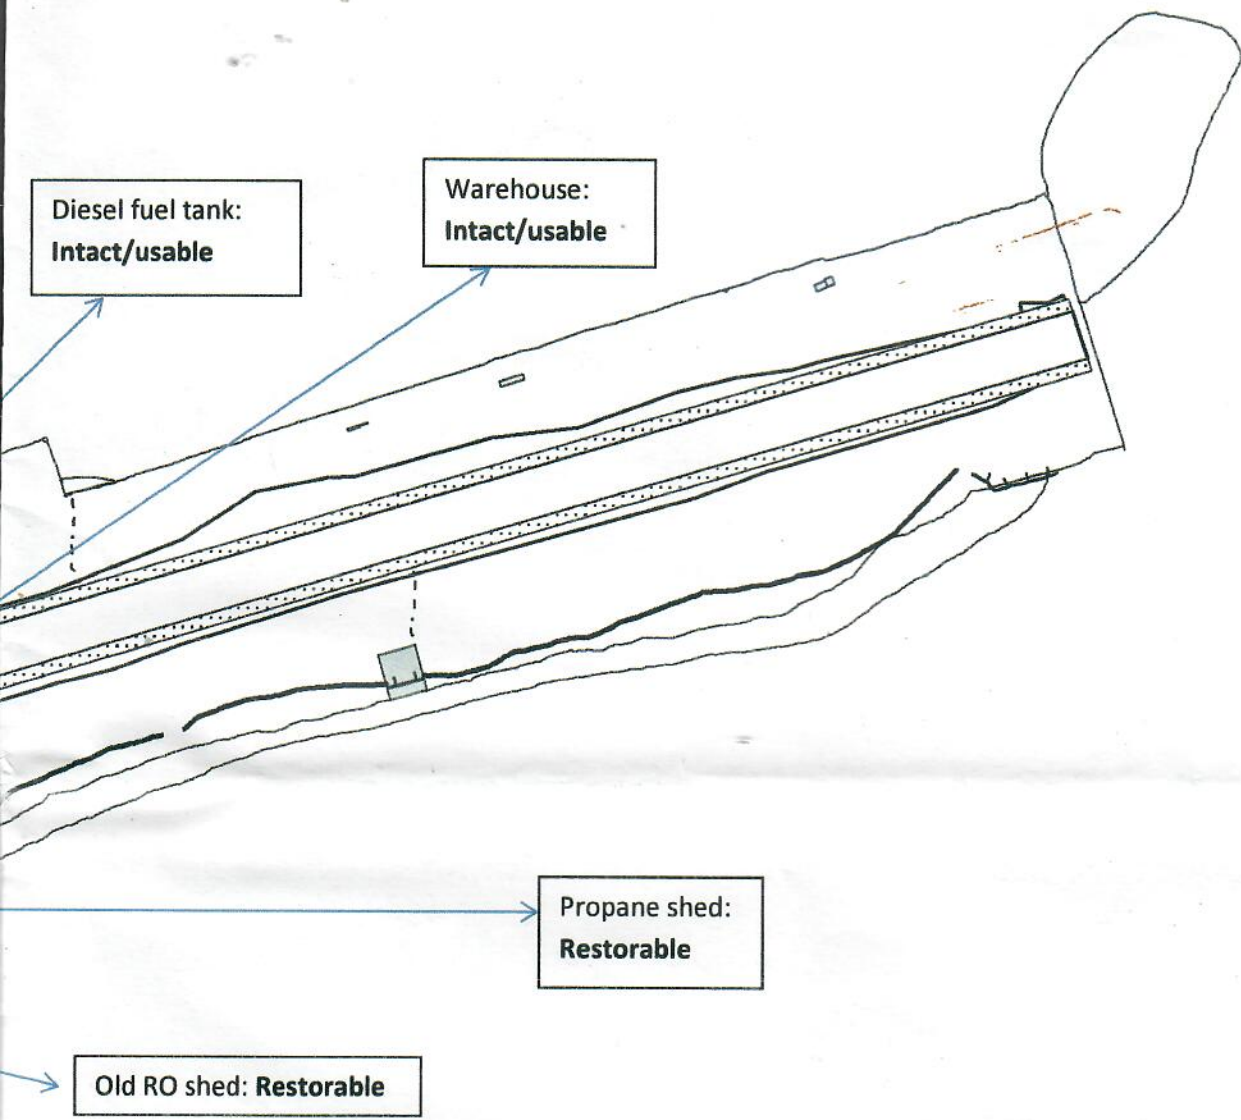 Diesel fuel tank:
Intact/usable
Warehouse:
Intact/usable
Propane shed:
Restorable
Old RO shed: Restorable